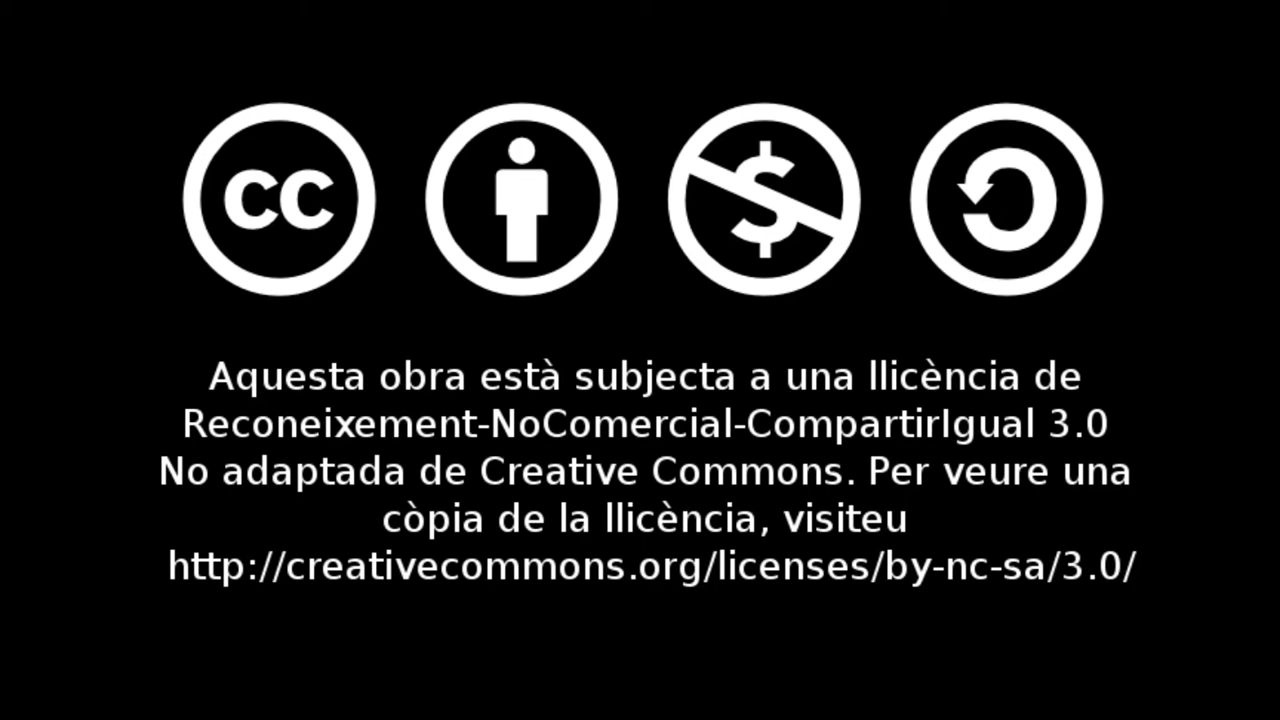 cc
Aquesta obra està subjecta a una llicència de
Reconeixement-NoComercial-CompartirIgual 3.0
No adaptada de Creative Commons. Per veure una
còpia de la llicència, visiteu
http://creativecommons.org/licenses/by-nc-sa/3.0/